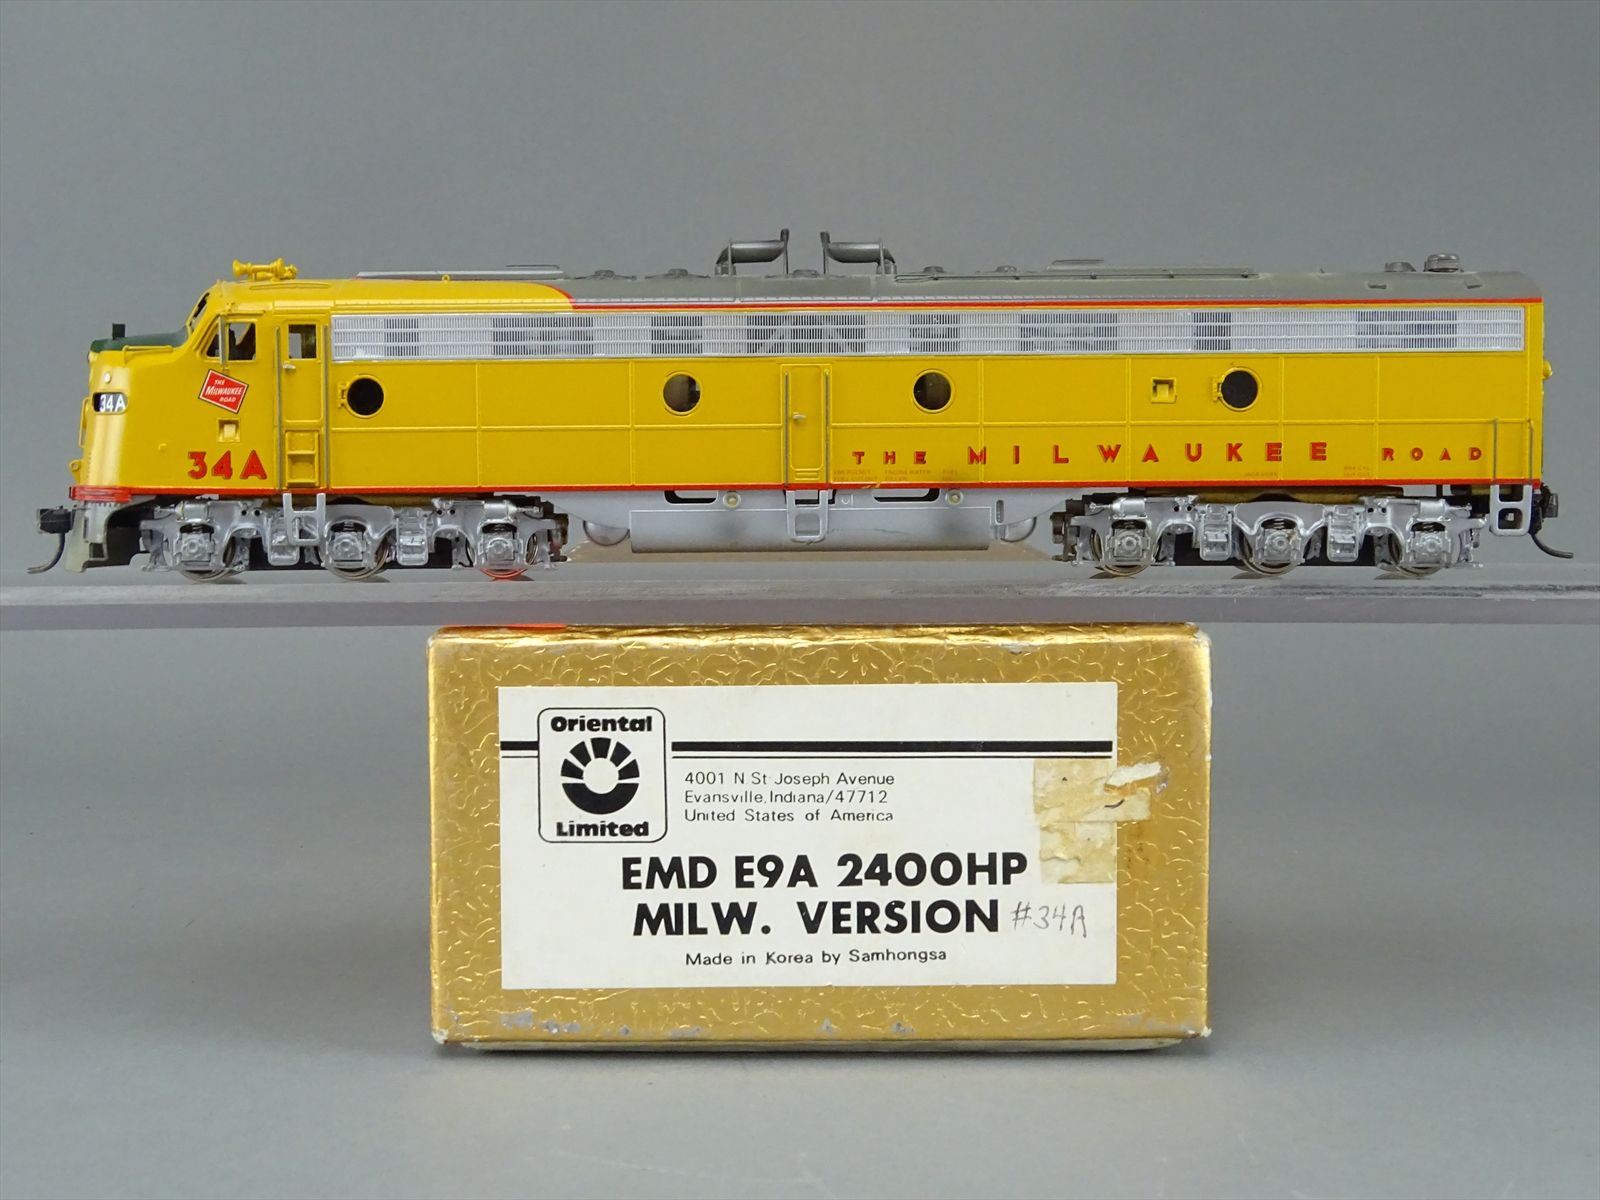 THE
MILWAUKEE
ROAD
34A
34A
THE MILWAUKEE ROAD
Oriental
Limited
4001 N St Joseph Avenue
Evansville, Indiana/47712
United States of America
EMD E9A 2400HP
MILW. VERSION #34A
Made in Korea by Samhongsa